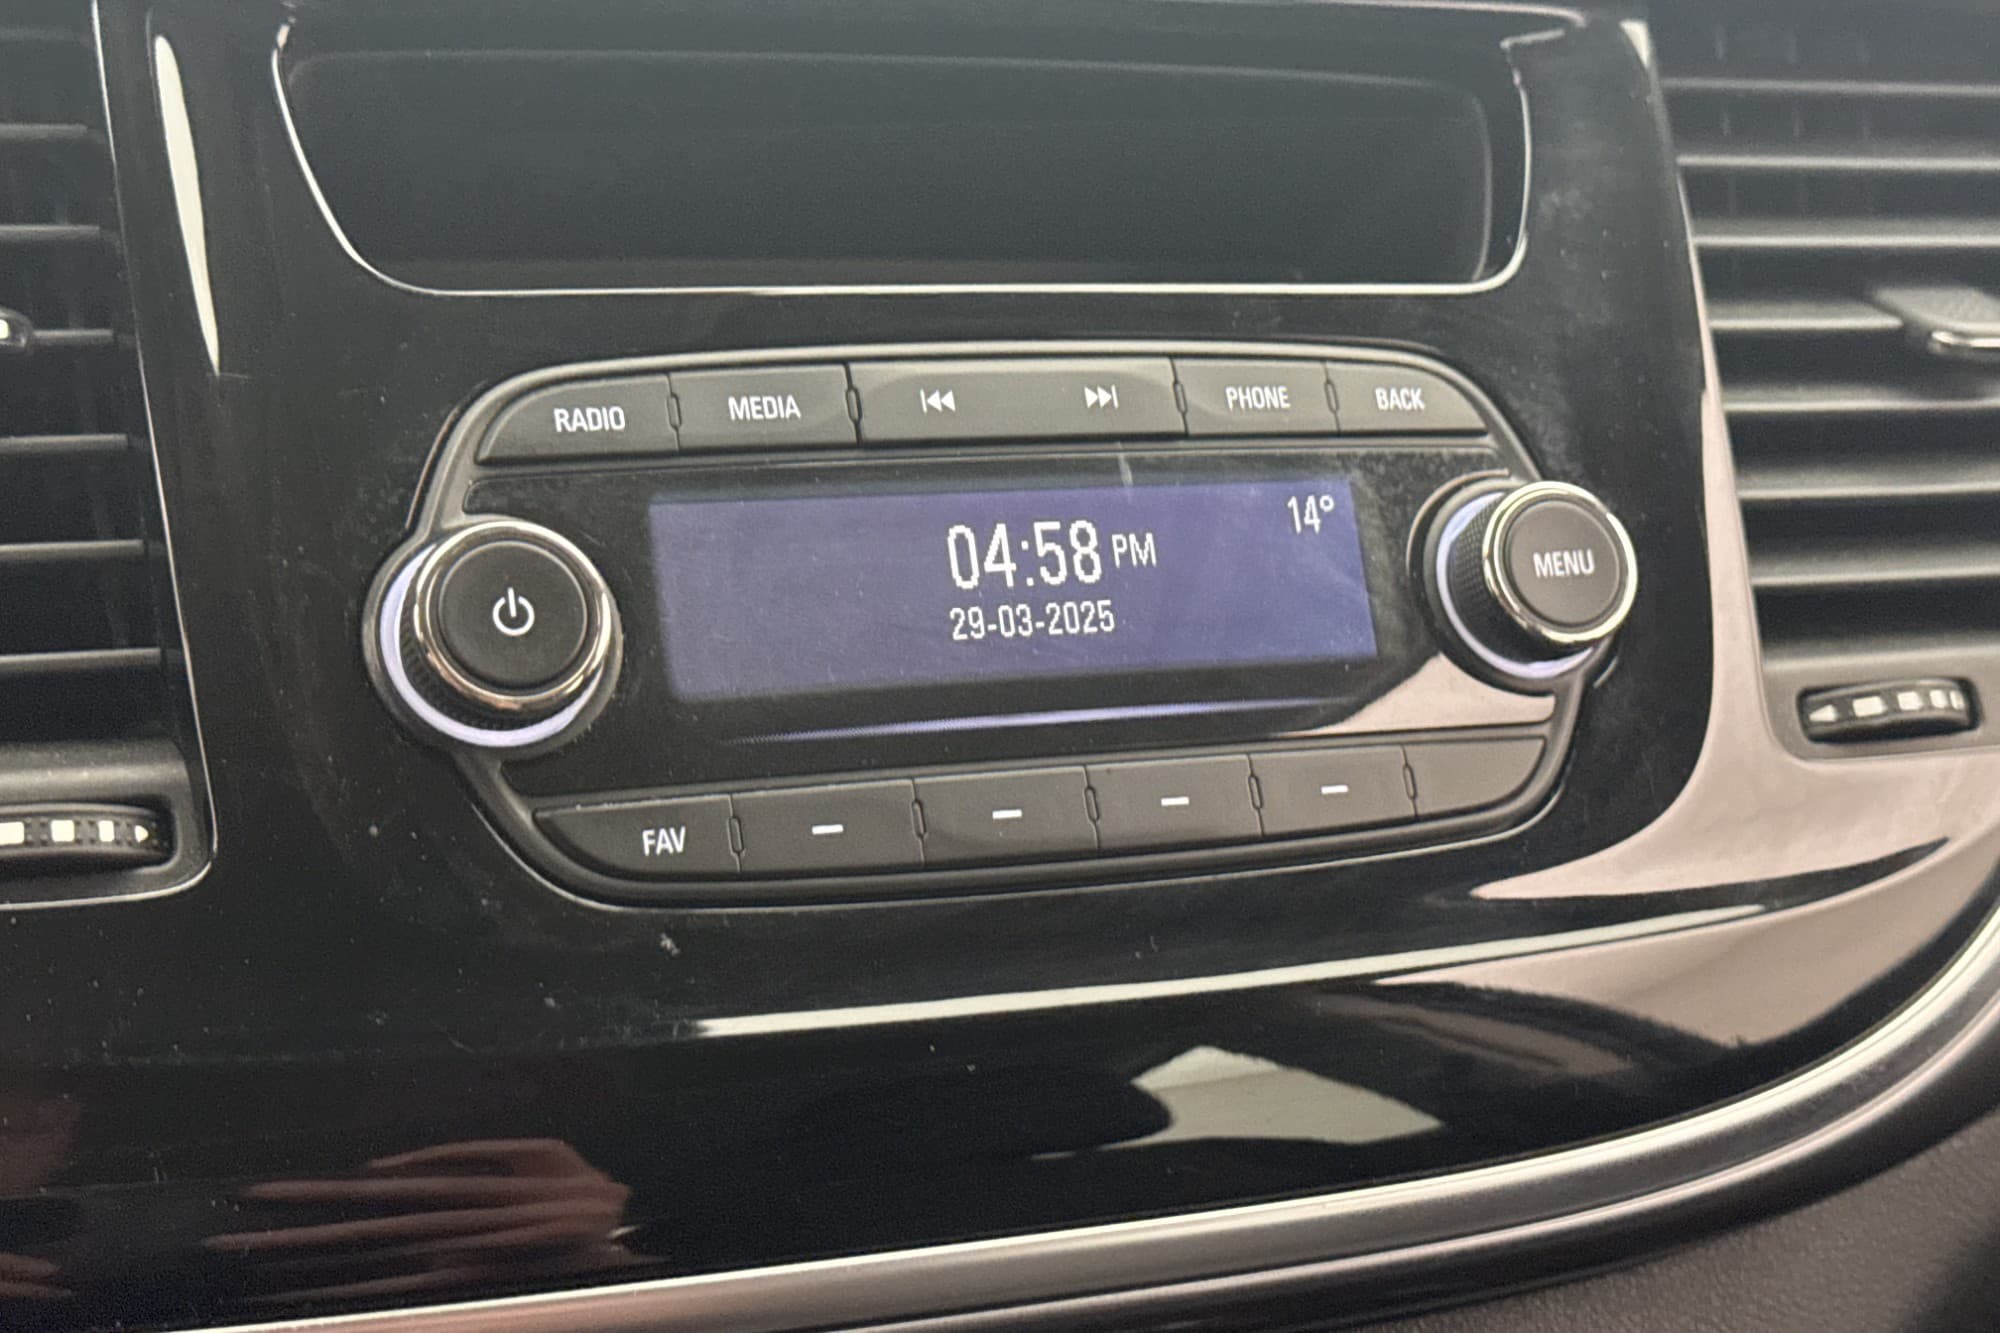 RADIO MEDIA PHONE BACK
14°
04:58 PM
29-03-2025
MENU
FAV